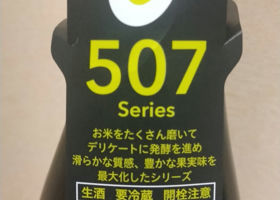 507
Series
お米をたくさん磨いて
デリケートに発酵を進め
滑らかな質感、豊かな果実味を
最大化したシリーズ
生酒 要冷蔵 開栓注意